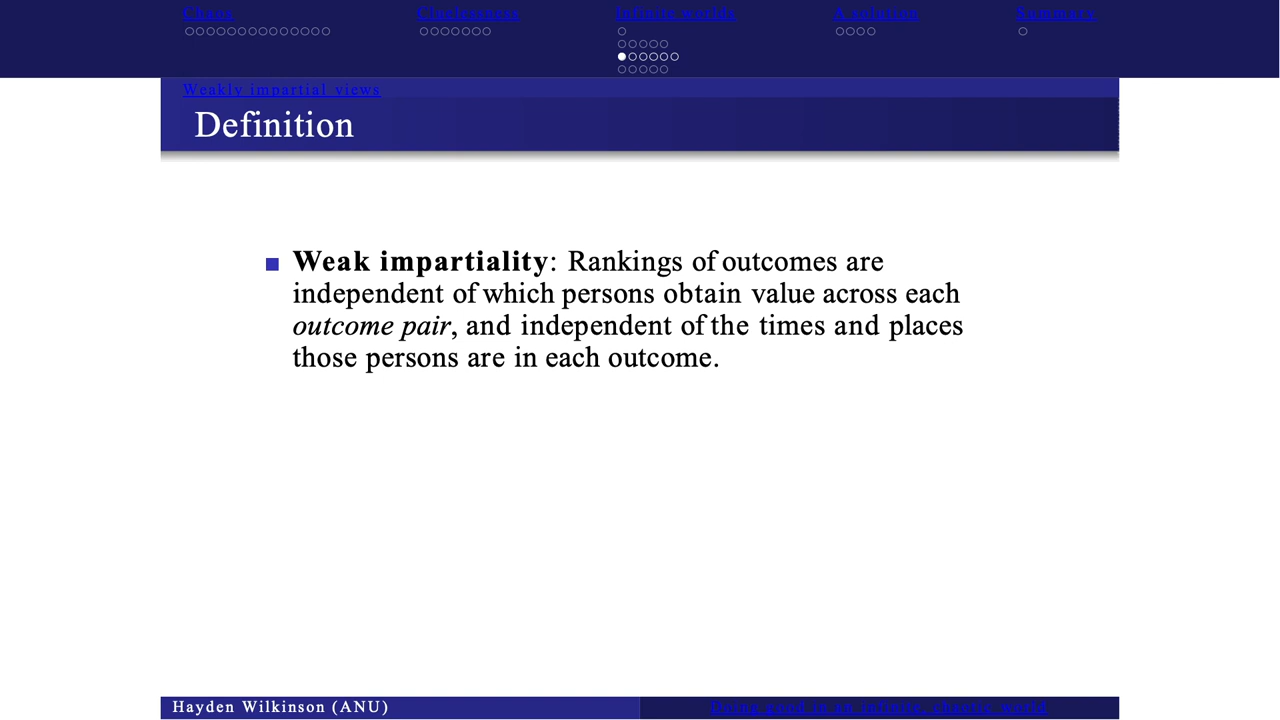 Chaos Cluelessness Infinite worlds A solution Summary
Weakly impartial views
Definition
Weak impartiality: Rankings of outcomes are
independent of which persons obtain value across each
outcome pair, and independent of the times and places
those persons are in each outcome.
Hayden Wilkinson (ANU) Doing good in an infinite, chaotic world